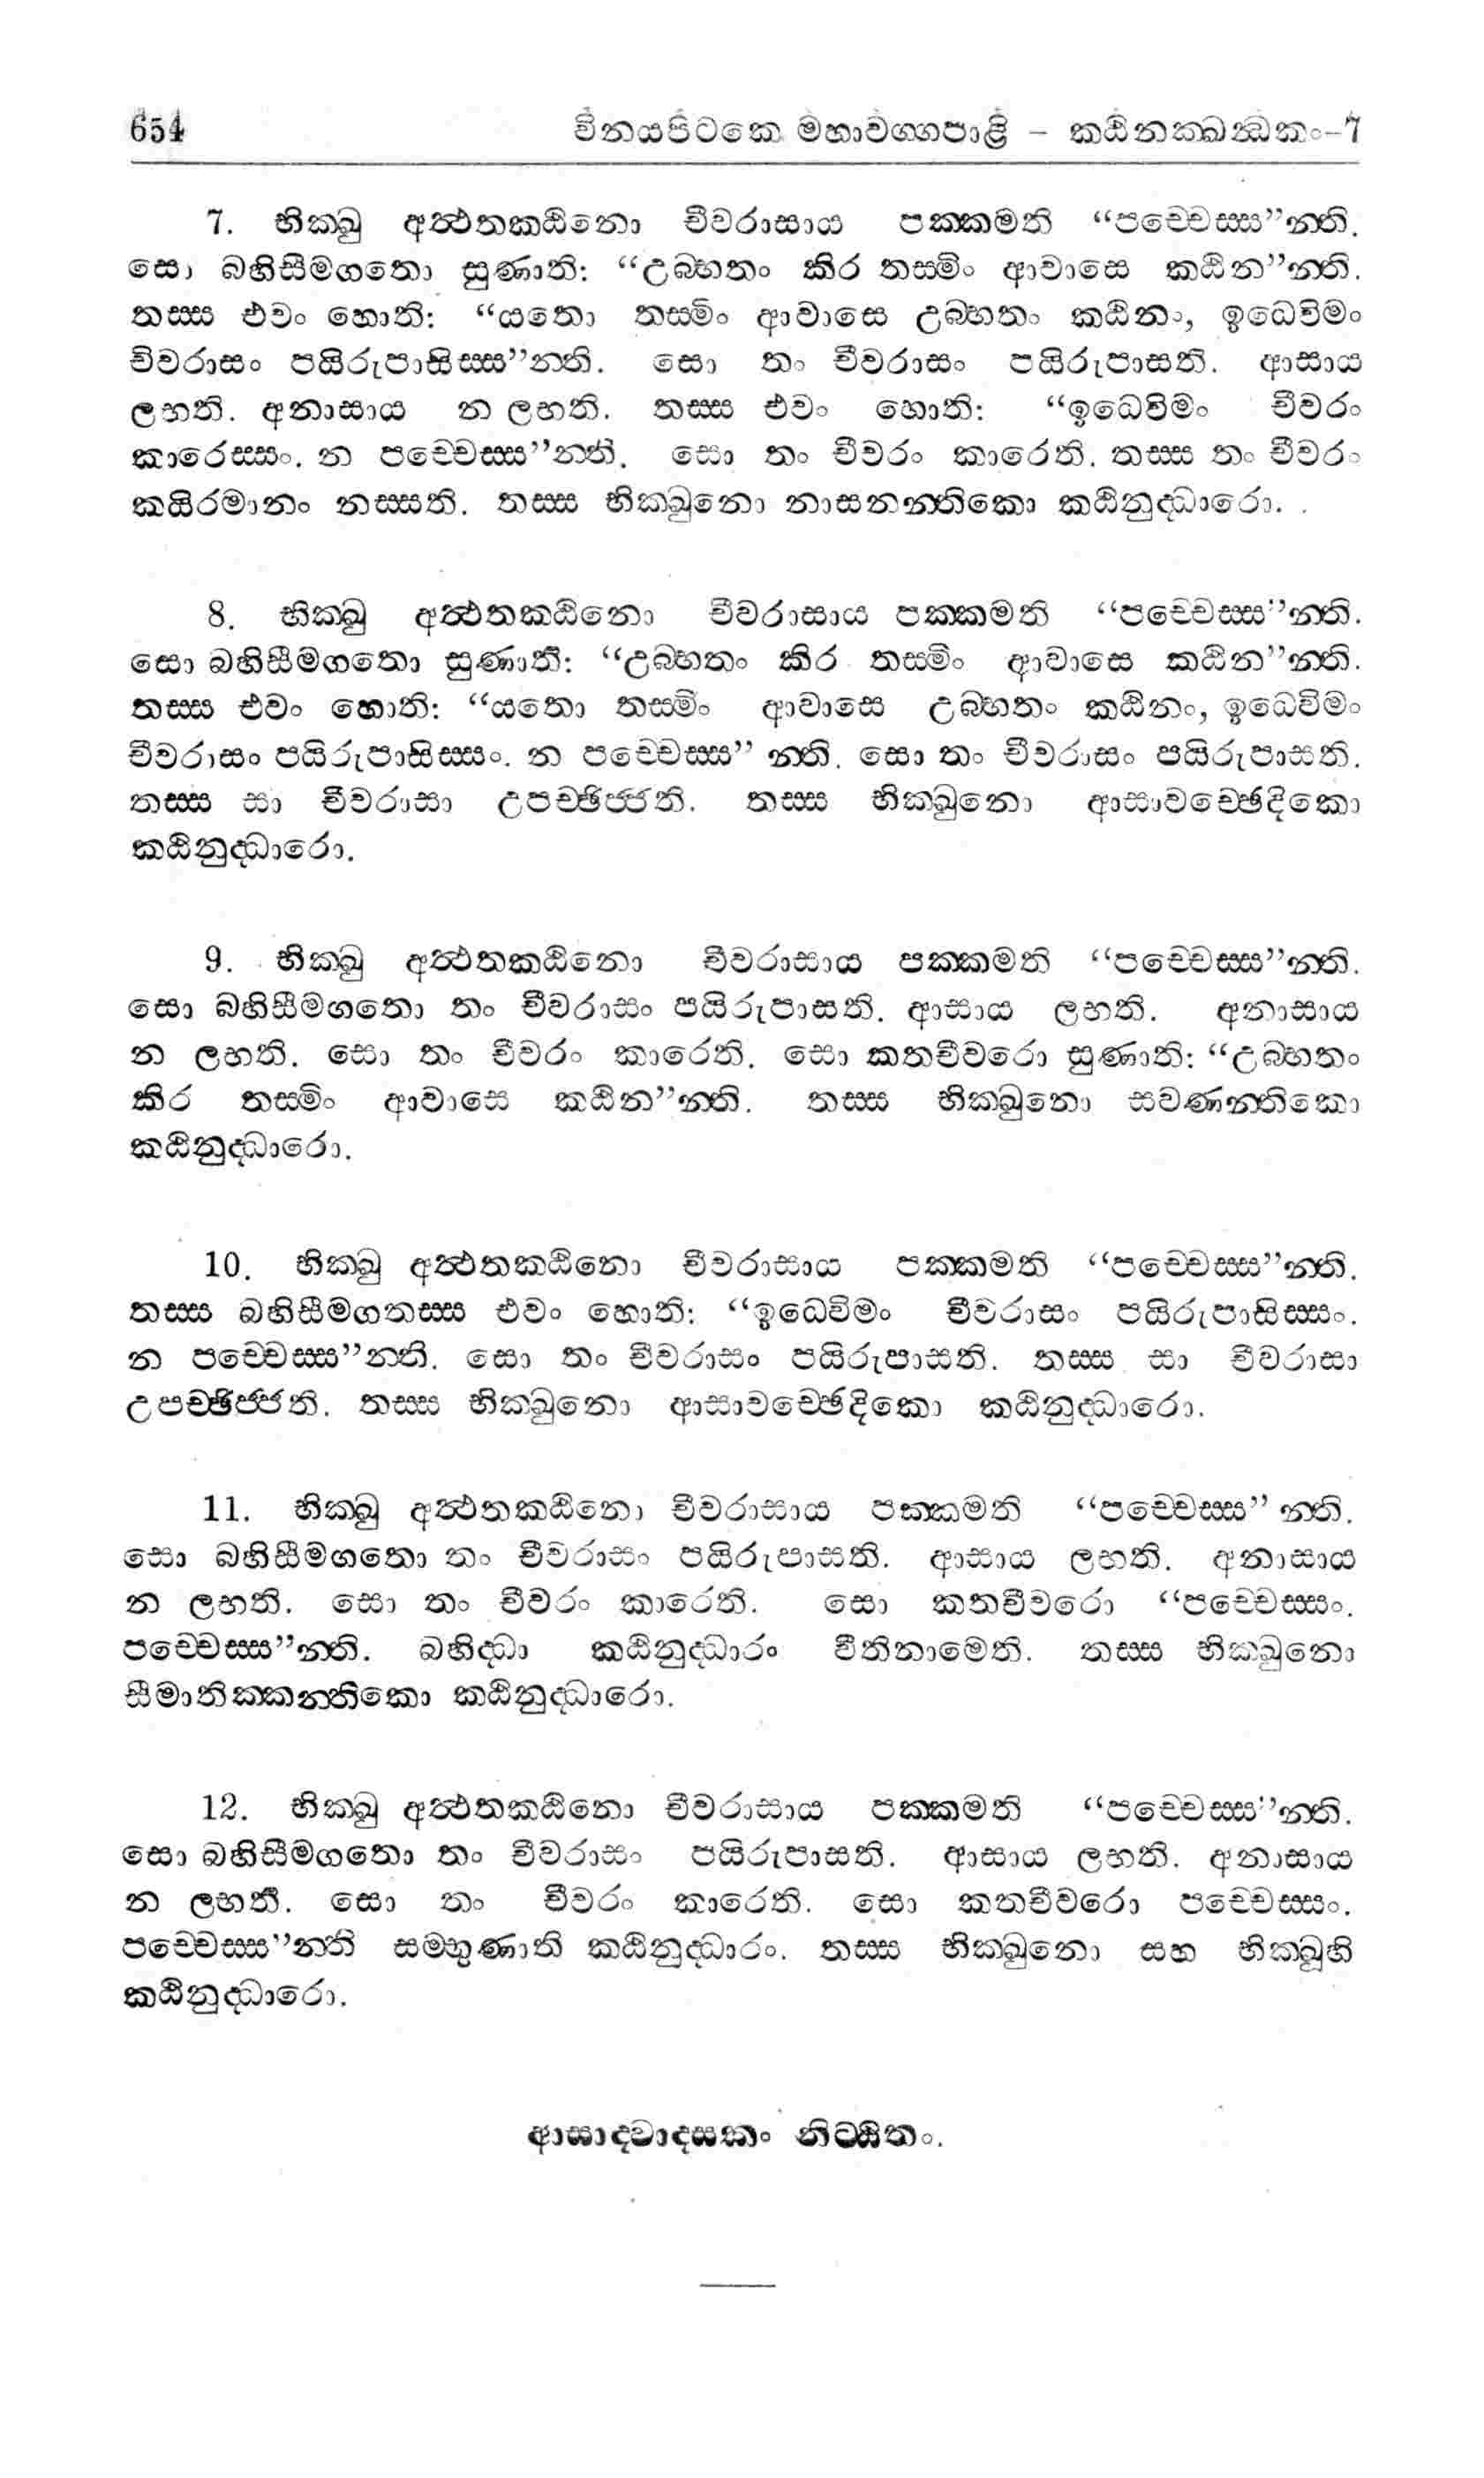 654 විනයපිටකෙ මහාවග්ගපාළි – කඨිනක්ඛන්ධකං–7
7. භික්ඛු අත්ථතකඨිනො චීවරාසාය පක්කමති “පච්චෙස්ස”න්ති.
සො බහිසීමගතො සුණාති: “උබ්භතං කිර තස්මිං ආවාසෙ කඨින”න්ති.
තස්ස එවං හොති: “යතො තස්මිං ආවාසෙ උබ්භතං කඨිනං, ඉධෙවිමං
චිවරාසං පයිරුපාසිස්ස”න්ති. සො තං චීවරාසං පයිරුපාසති. ආසාය
ලභති. අනාසාය න ලභති. තස්ස එවං හොති: “ඉධෙවිමං චීවරං
කාරෙස්සං. න පච්චෙස්ස”න්ති. සො තං චීවරං කාරෙති. තස්ස තං චීවරං
කයිරමානං නස්සති. තස්ස භික්ඛුනො නාසනන්තිකො කඨිනුද්ධාරො.
8. භික්ඛු අත්ථතකඨිනො චීවරාසාය පක්කමති “පච්චෙස්ස”න්ති.
සො බහිසීමගතො සුණාති: “උබ්භතං කිර තස්මිං ආවාසෙ කඨින”න්ති.
තස්ස එවං හොති: “යතො තස්මිං ආවාසෙ උබ්භතං කඨිනං, ඉධෙවිමං
චීවරාසං පයිරුපාසිස්සං. න පච්චෙස්ස” න්ති. සො තං චීවරාසං පයිරුපාසති.
තස්ස සා චීවරාසා උපච්ඡිජ්ජති. තස්ස භික්ඛුනො ආසාවච්ඡෙදිකො
කඨිනුද්ධාරො.
9. භික්ඛු අත්ථතකඨිනො චීවරාසාය පක්කමති “පච්චෙස්ස”න්ති.
සො බහිසීමගතො තං චීවරාසං පයිරුපාසති. ආසාය ලභති. අනාසාය
න ලභති. සො තං චීවරං කාරෙති. සො කතචීවරො සුණාති: “උබ්භතං
කිර තස්මිං ආවාසෙ කඨින”න්ති. තස්ස භික්ඛුනො සවණන්තිකො
කඨිනුද්ධාරො.
10. භික්ඛු අත්ථතකඨිනො චීවරාසාය පක්කමති “පච්චෙස්ස”න්ති.
තස්ස බහිසීමගතස්ස එවං හොති: “ඉධෙවිමං චීවරාසං පයිරුපාසිස්සං.
න පච්චෙස්ස”න්ති. සො තං චීවරාසං පයිරුපාසති. තස්ස සා චීවරාසා
උපච්ඡිජ්ජති. තස්ස භික්ඛුනො ආසාවච්ඡෙදිකො කඨිනුද්ධාරො.
11. භික්ඛු අත්ථතකඨිනො චීවරාසාය පක්කමති “පච්චෙස්ස” න්ති.
සො බහිසීමගතො තං චීවරාසං පයිරුපාසති. ආසාය ලභති. අනාසාය
න ලභති. සො තං චීවරං කාරෙති. සො කතචීවරො “පච්චෙස්සං.
පච්චෙස්ස”න්ති. බහිද්ධා කඨිනුද්ධාරං වීතිනාමෙති. තස්ස භික්ඛුනො
සීමාතික්කන්තිකො කඨිනුද්ධාරො.
12. භික්ඛු අත්ථතකඨිනො චීවරාසාය පක්කමති “පච්චෙස්ස”න්ති.
සො බහිසීමගතො තං චීවරාසං පයිරුපාසති. ආසාය ලභති. අනාසාය
න ලභති. සො තං චීවරං කාරෙති. සො කතචීවරො පච්චෙස්සං.
පච්චෙස්ස”න්ති සම්භුණාති කඨිනුද්ධාරං. තස්ස භික්ඛුනො සහ භික්ඛූහි
කඨිනුද්ධාරො.
ආසාද්වාදසකං නිට්ඨිතං.